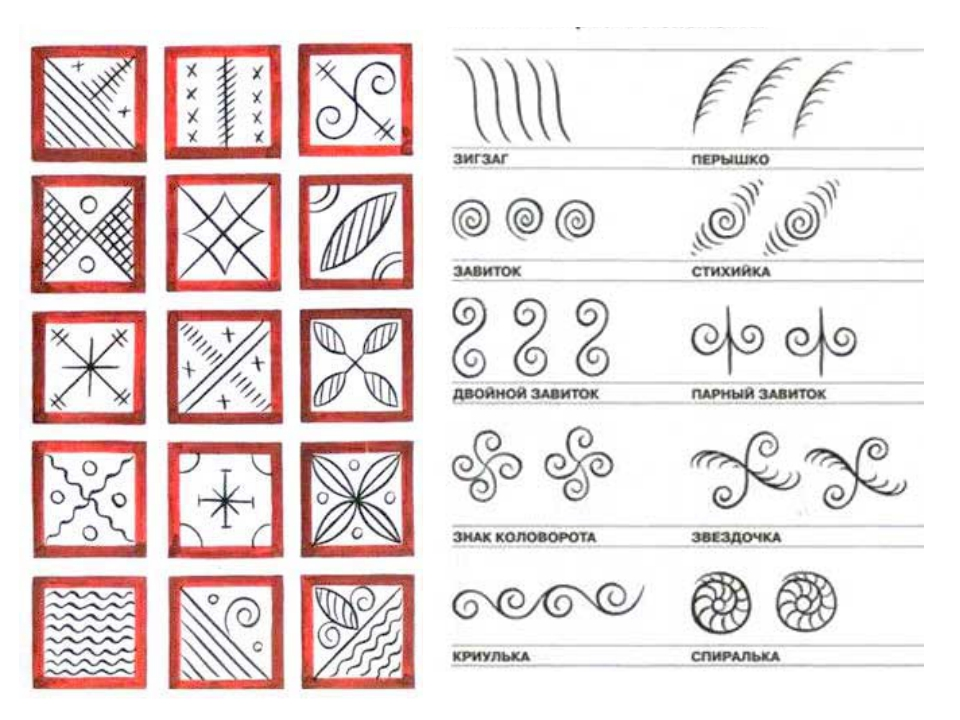 ЗИГЗАГ ПЕРЫШКО
ЗАВИТОК СТИХИЙКА
ДВОЙНОЙ ЗАВИТОК ПАРНЫЙ ЗАВИТОК
ЗНАК КОЛОВОРОТА ЗВЕЗДОЧКА
КРИУЛЬКА СПИРАЛЬКА